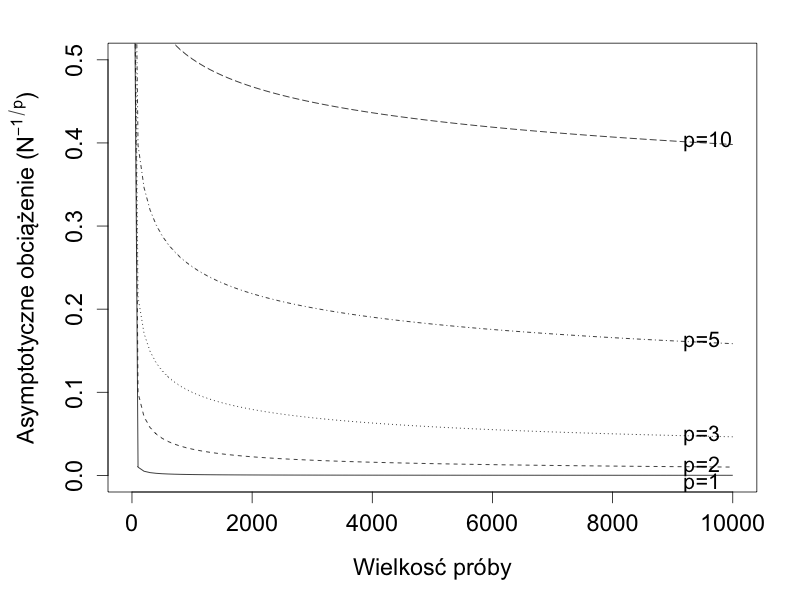 Asymptotyczne obciążenie (N⁻¹/ᵖ)
0.5
0.4
0.3
0.2
0.1
0.0
p=10
p=5
p=3
p=2
p=1
0 2000 4000 6000 8000 10000
Wielkosć próby